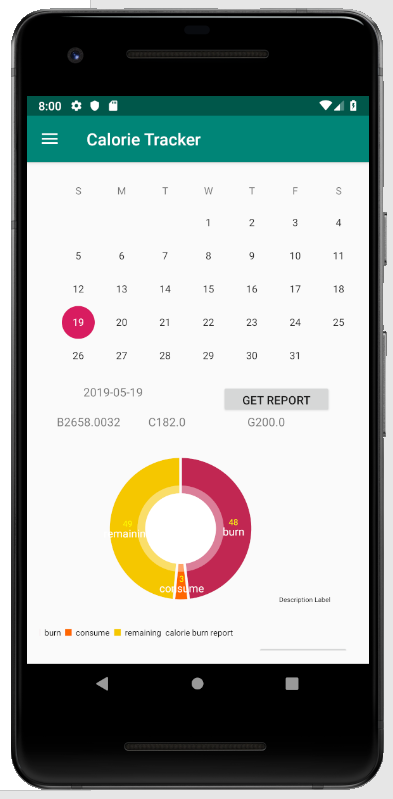 8:00
Calorie Tracker
S M T W T F S
1 2 3 4
5 6 7 8 9 10 11
12 13 14 15 16 17 18
19 20 21 22 23 24 25
26 27 28 29 30 31
2019-05-19 GET REPORT
B2658.0032 C182.0 G200.0
49 48
remaining burn
3
consume
Description Label
burn consume remaining calorie burn report